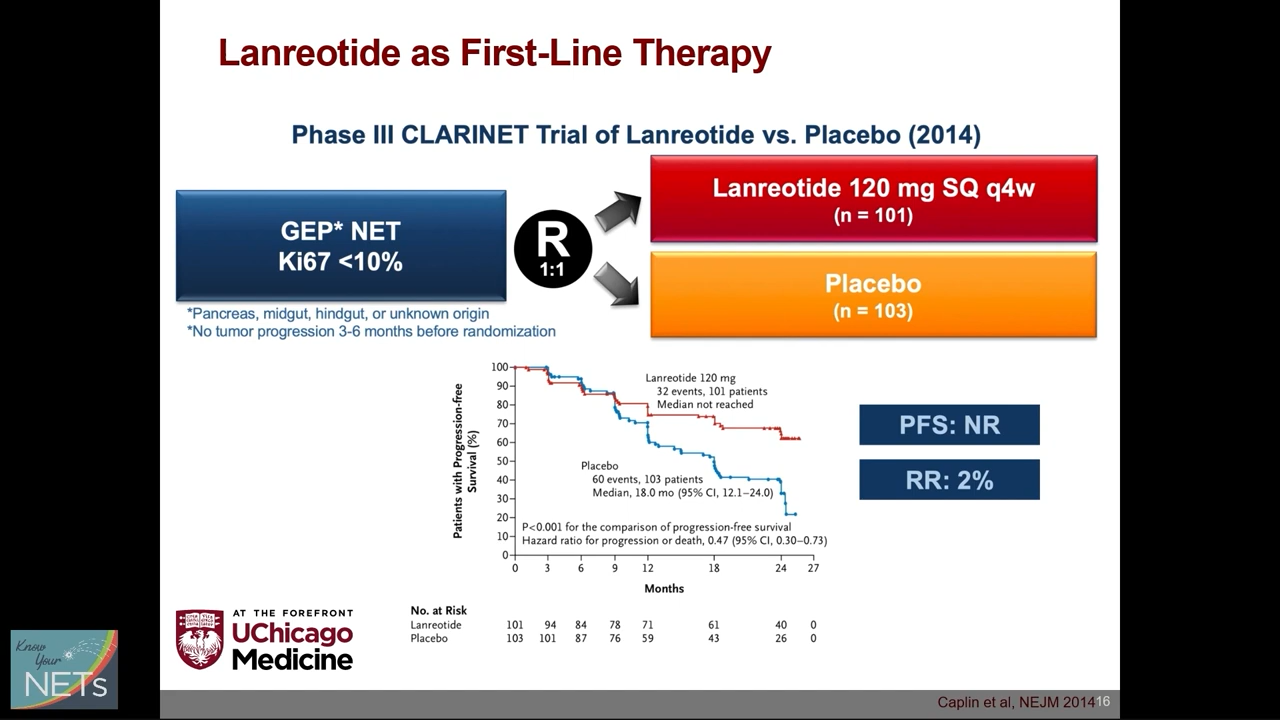 Lanreotide as First-Line Therapy
Phase III CLARINET Trial of Lanreotide vs. Placebo (2014)
GEP* NET
Ki67 <10%
R
1:1
Lanreotide 120 mg SQ q4w
(n = 101)
Placebo
(n = 103)
*Pancreas, midgut, hindgut, or unknown origin
*No tumor progression 3-6 months before randomization
Patients with Progression-free
Survival (%)
100
90
80
70
60
50
40
30
20
10
0
Lanreotide 120 mg
32 events, 101 patients
Median not reached
Placebo
60 events, 103 patients
Median, 18.0 mo (95% CI, 12.1–24.0)
P<0.001 for the comparison of progression-free survival
Hazard ratio for progression or death, 0.47 (95% CI, 0.30–0.73)
0 3 6 9 12 18 24 27
Months
PFS: NR
RR: 2%
No. at Risk
Lanreotide 101 94 84 78 71 61 40 0
Placebo 103 101 87 76 59 43 26 0
AT THE FOREFRONT
UChicago
Medicine
Know
Your
NETs
Caplin et al, NEJM 2014
16